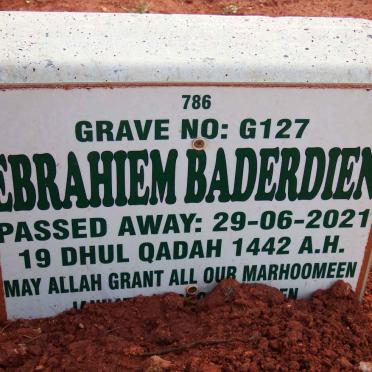 786
GRAVE NO: G127
EBRAHIEM BADERDIEN
PASSED AWAY: 29-06-2021
19 DHUL QADAH 1442 A.H.
MAY ALLAH GRANT ALL OUR MARHOOMEEN